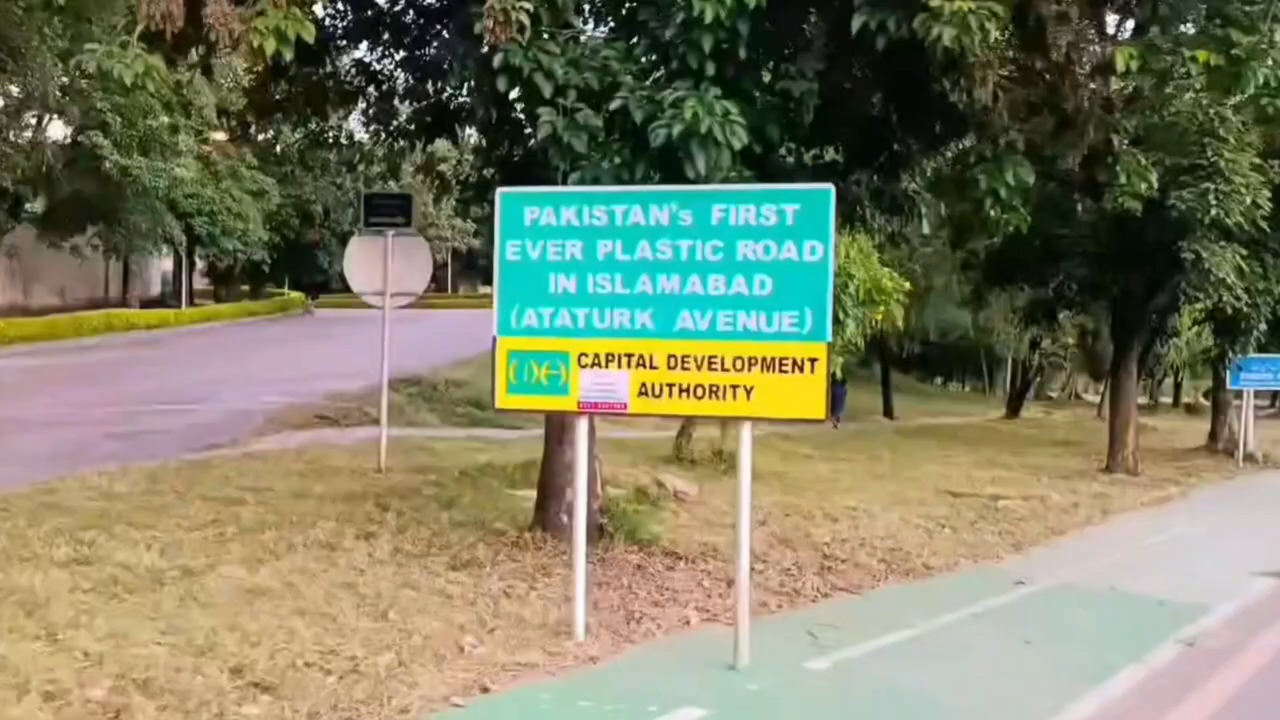 PAKISTAN's FIRST
EVER PLASTIC ROAD
IN ISLAMABAD
(ATATURK AVENUE)
CAPITAL DEVELOPMENT
AUTHORITY